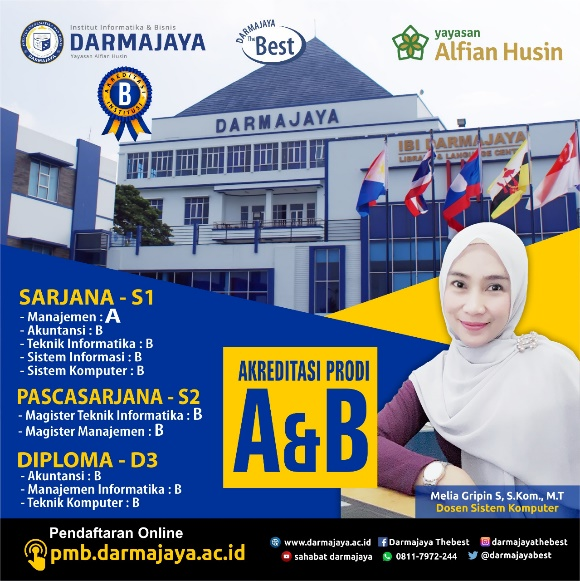 Institut Informatika & Bisnis
DARMAJAYA
Yayasan Alfian Husin
DARMAJAYA
The Best
yayasan
Alfian Husin
AKREDITASI
B
INSTITUSI
DARMAJAYA
IBI DARMAJAYA
LIBRARY & LANGUAGE CENTER
SARJANA - S1
- Manajemen : A
- Akuntansi : B
- Teknik Informatika : B
- Sistem Informasi : B
- Sistem Komputer : B
PASCASARJANA - S2
- Magister Teknik Informatika : B
- Magister Manajemen : B
DIPLOMA - D3
- Akuntansi : B
- Manajemen Informatika : B
- Teknik Komputer : B
AKREDITASI PRODI
A&B
Melia Gripin S, S.Kom., M.T
Dosen Sistem Komputer
Pendaftaran Online
pmb.darmajaya.ac.id
www.darmajaya.ac.id
Darmajaya Thebest
darmajayathebest
sahabat darmajaya
0811-7972-244
@darmajayabest